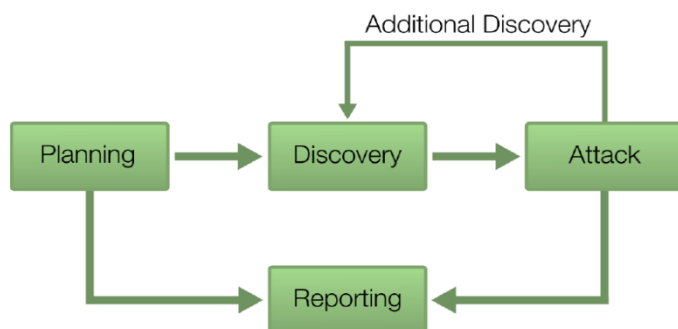 Additional Discovery
Planning
Discovery
Attack
Reporting